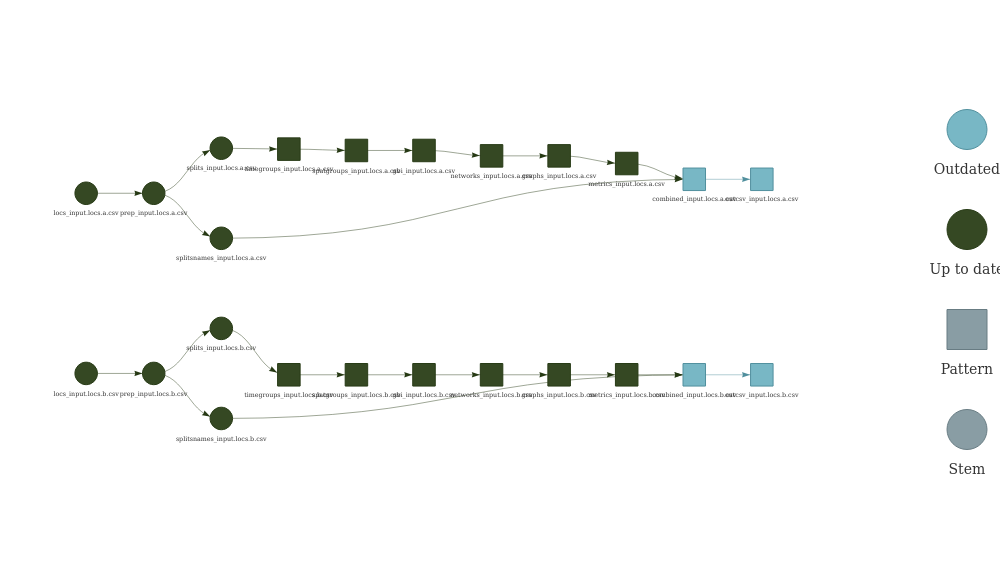 splits_input.locs.a.csv
timegroups_input.locs.a.csv
spatgroups_input.locs.a.csv
gbi_input.locs.a.csv
networks_input.locs.a.csv
graphs_input.locs.a.csv
metrics_input.locs.a.csv
combined_input.locs.a.csv
outcsv_input.locs.a.csv
locs_input.locs.a.csv
prep_input.locs.a.csv
splitsnames_input.locs.a.csv
splits_input.locs.b.csv
locs_input.locs.b.csv
prep_input.locs.b.csv
timegroups_input.locs.b.csv
spatgroups_input.locs.b.csv
gbi_input.locs.b.csv
networks_input.locs.b.csv
graphs_input.locs.b.csv
metrics_input.locs.b.csv
combined_input.locs.b.csv
outcsv_input.locs.b.csv
splitsnames_input.locs.b.csv
Outdated
Up to date
Pattern
Stem